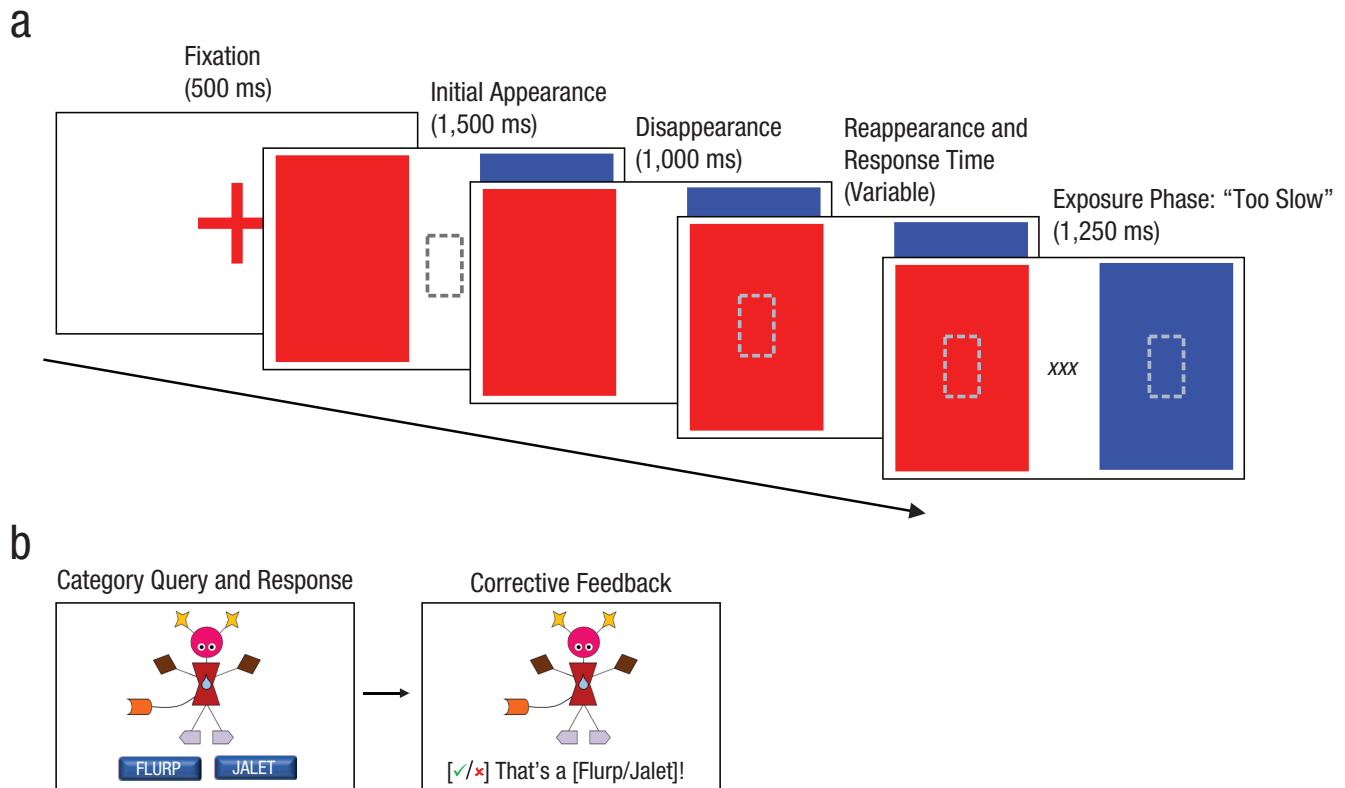 a
Fixation
(500 ms)
Initial Appearance
(1,500 ms)
Disappearance
(1,000 ms)
Reappearance and
Response Time
(Variable)
Exposure Phase: “Too Slow”
(1,250 ms)
xxx
b
Category Query and Response
FLURP
JALET
Corrective Feedback
[✓/×] That’s a [Flurp/Jalet]!